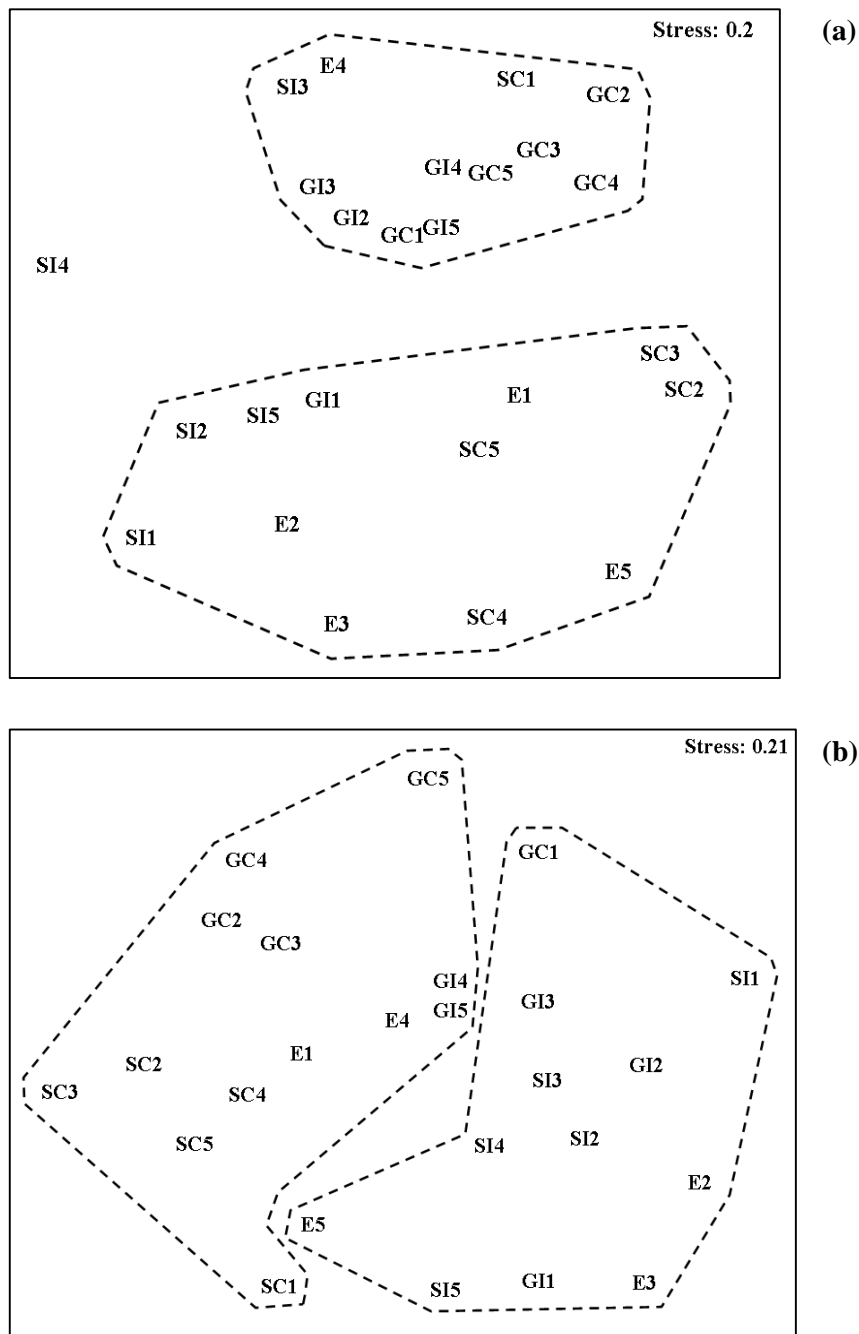 Stress: 0.2
(a)
E4
SI3
SC1
GC2
GC3
GI4
GC5
GC4
GI3
GI2
GC1
GI5
SI4
SC3
SC2
GI1
E1
SI5
SI2
SC5
E2
SI1
E5
SC4
E3
Stress: 0.21
(b)
GC5
GC4
GC1
GC2
GC3
GI4
SI1
GI5
GI3
E4
E1
SC2
GI2
SC3
SC4
SI3
SC5
SI4
SI2
E2
E5
SC1
SI5
GI1
E3